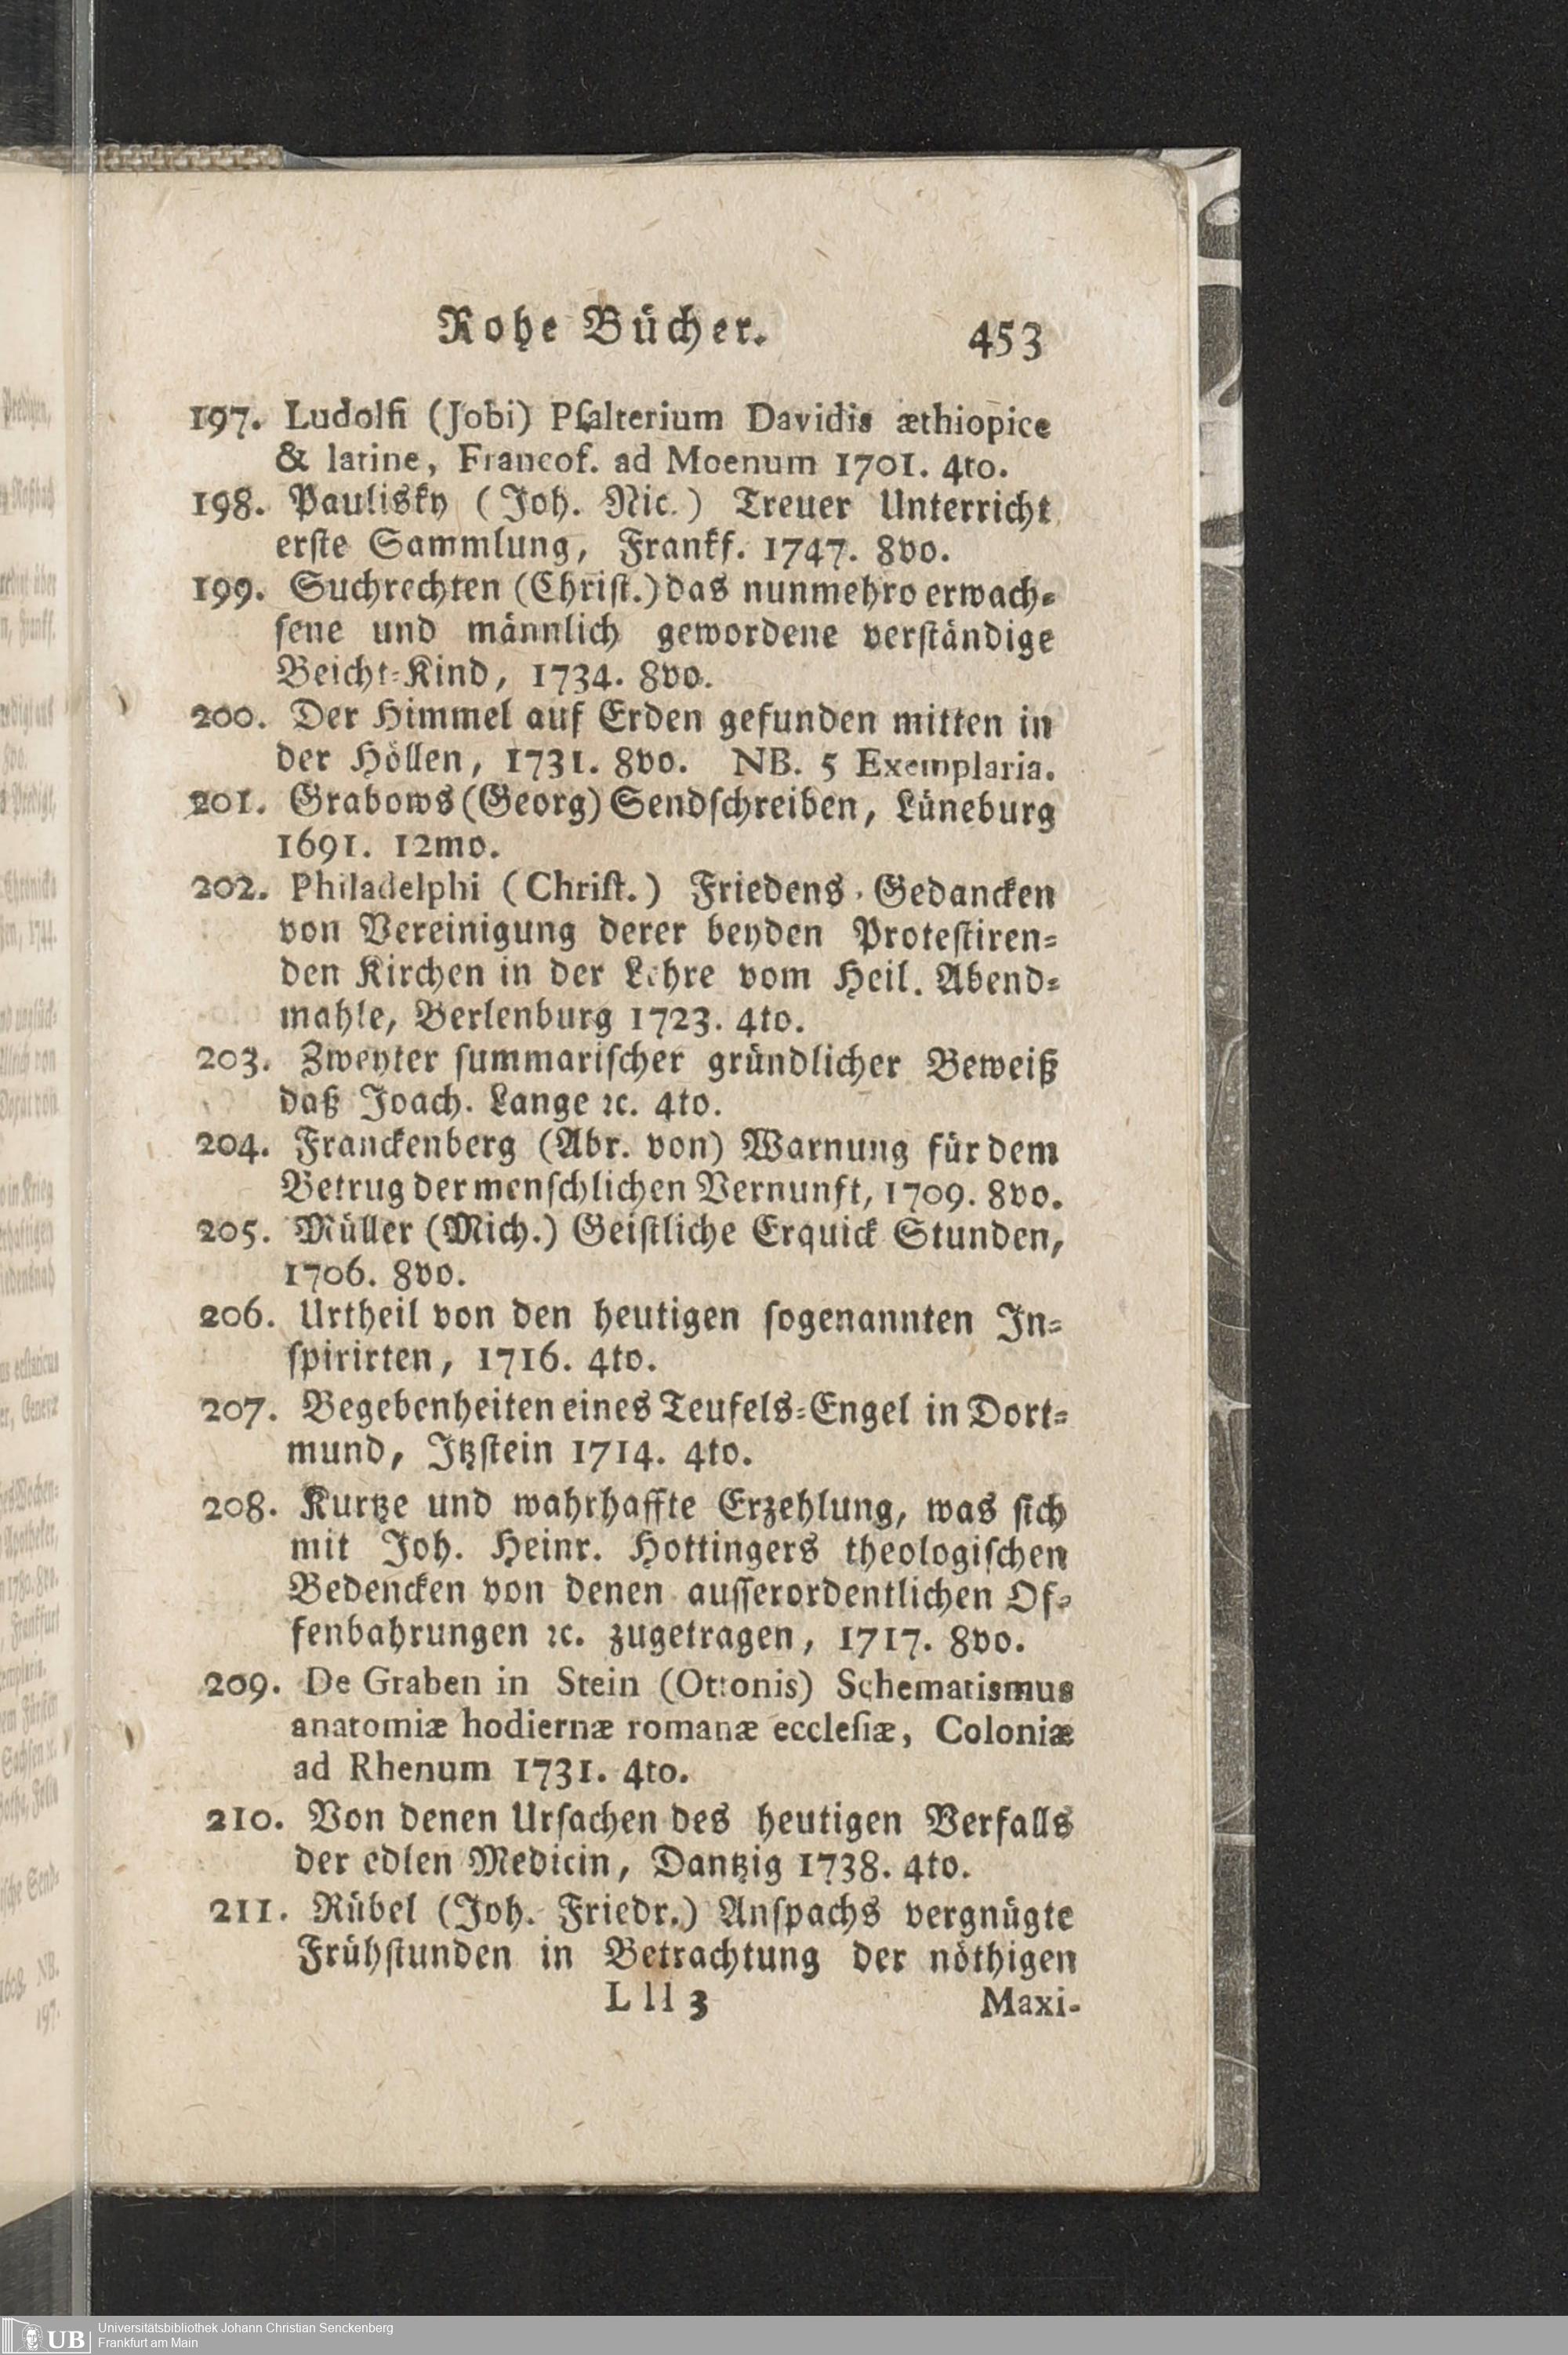 Rohe Bücher. 453
197. Ludolfi (Jobi) Pſalterium Davidis æthiopice
& latine, Francof. ad Moenum 1701. 4to.
198. Paulisky (Joh. Nic.) Treuer Unterricht
erſte Sammlung, Frankf. 1747. 8vo.
199. Suchrechten (Chriſt.) das nunmehro erwach⸗
ſene und männlich gewordene verſtändige
Beicht⸗Kind, 1734. 8vo.
200. Der Himmel auf Erden gefunden mitten in
der Höllen, 1731. 8vo. NB. 5 Exemplaria.
201. Grabows (Georg) Sendſchreiben, Lüneburg
1691. 12mo.
202. Philadelphi (Chriſt.) Friedens⸗Gedancken
von Vereinigung derer beyden Proteſtiren⸗
den Kirchen in der Lehre vom Heil. Abend⸗
mahle, Berlenburg 1723. 4to.
203. Zweyter ſummariſcher gründlicher Beweiß
daß Joach. Lange ꝛc. 4to.
204. Franckenberg (Abr. von) Warnung für dem
Betrug der menſchlichen Vernunft, 1709. 8vo.
205. Müller (Mich.) Geiſtliche Erquick Stunden,
1706. 8vo.
206. Urtheil von den heutigen ſogenannten In⸗
ſpirirten, 1716. 4to.
207. Begebenheiten eines Teufels⸗Engel in Dort⸗
mund, Itzſtein 1714. 4to.
208. Kurtze und wahrhaffte Erzehlung, was ſich
mit Joh. Heinr. Hottingers theologiſchen
Bedencken von denen auſſerordentlichen Of⸗
fenbahrungen ꝛc. zugetragen, 1717. 8vo.
209. De Graben in Stein (Ottonis) Schematismus
anatomiæ hodiernæ romanæ eccleſiæ, Coloniæ
ad Rhenum 1731. 4to.
210. Von denen Urſachen des heutigen Verfalls
der edlen Medicin, Dantzig 1738. 4to.
211. Rübel (Joh. Friedr.) Anſpachs vergnügte
Frühſtunden in Betrachtung der nöthigen
L ll 3 Maxi-
UB Universitätsbibliothek Johann Christian Senckenberg
Frankfurt am Main